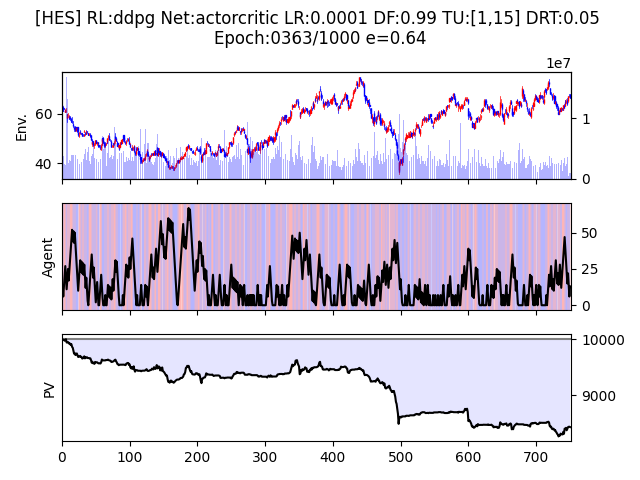 [HES] RL:ddpg Net:actorcritic LR:0.0001 DF:0.99 TU:[1,15] DRT:0.05
Epoch:0363/1000 e=0.64
1e7
Env.
60
40
1
0
Agent
50
25
0
PV
10000
9000
0 100 200 300 400 500 600 700